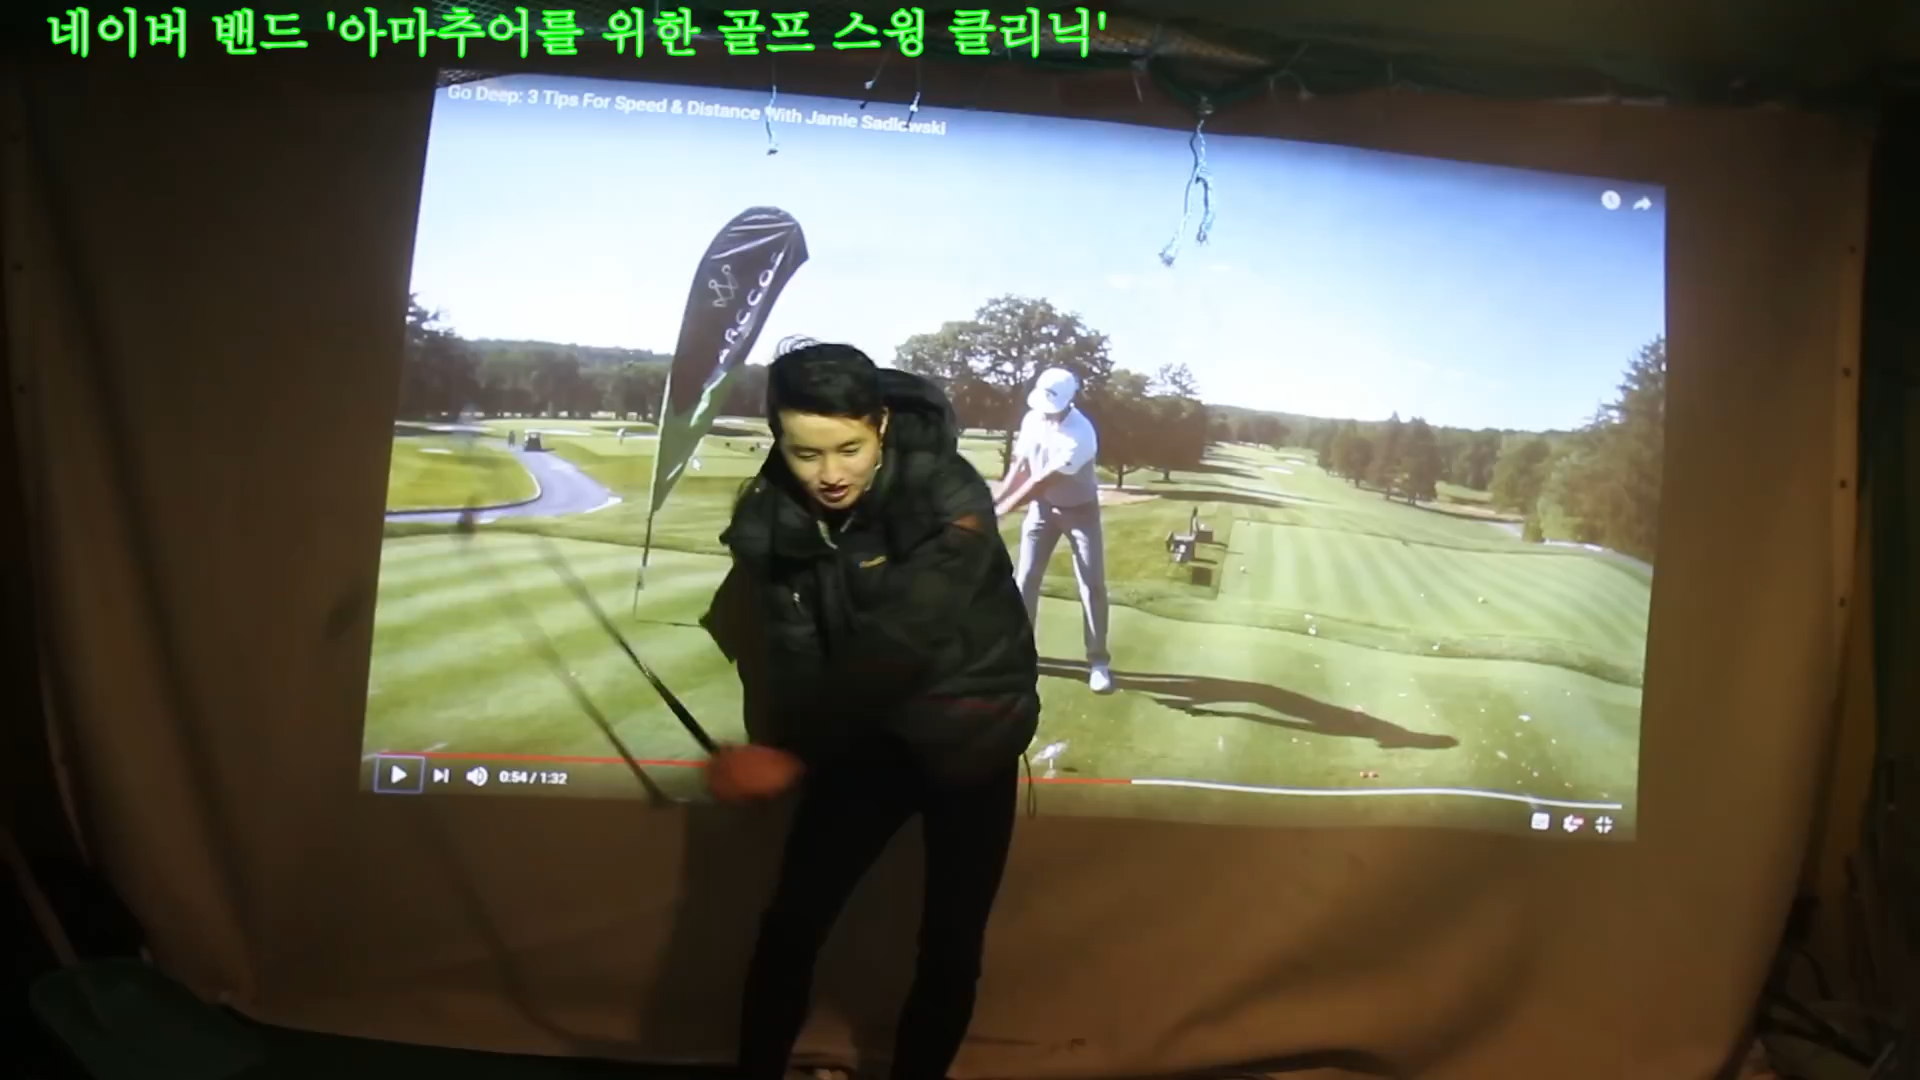 네이버 밴드 '아마추어를 위한 골프 스윙 클리닉'
Go Deep: 3 Tips For Speed & Distance With Jamie Sadlowski
ARCCOS
0:54 / 1:32